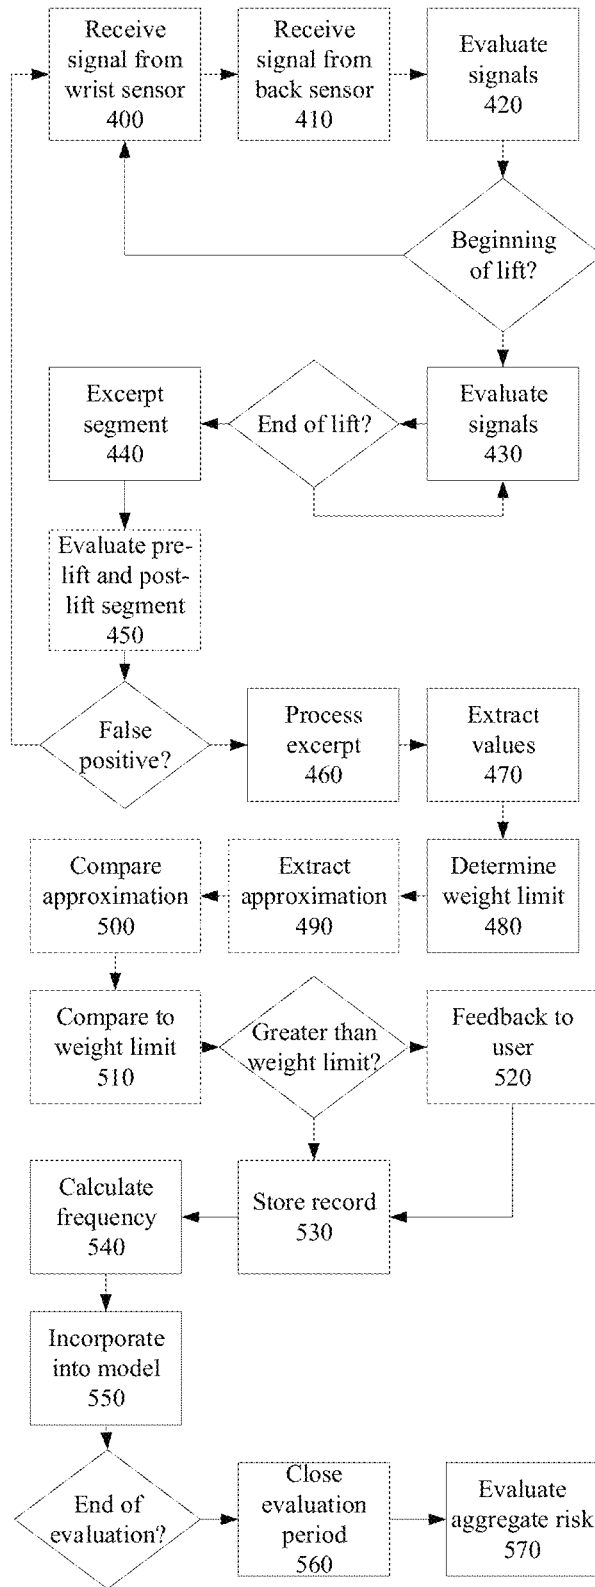 Receive
signal from
wrist sensor
400
Receive
signal from
back sensor
410
Evaluate
signals
420
Beginning
of lift?
Excerpt
segment
440
End of lift?
Evaluate
signals
430
Evaluate pre-
lift and post-
lift segment
450
False
positive?
Process
excerpt
460
Extract
values
470
Compare
approximation
500
Extract
approximation
490
Determine
weight limit
480
Compare to
weight limit
510
Greater than
weight limit?
Feedback to
user
520
Calculate
frequency
540
Store record
530
Incorporate
into model
550
End of
evaluation?
Close
evaluation
period
560
Evaluate
aggregate risk
570